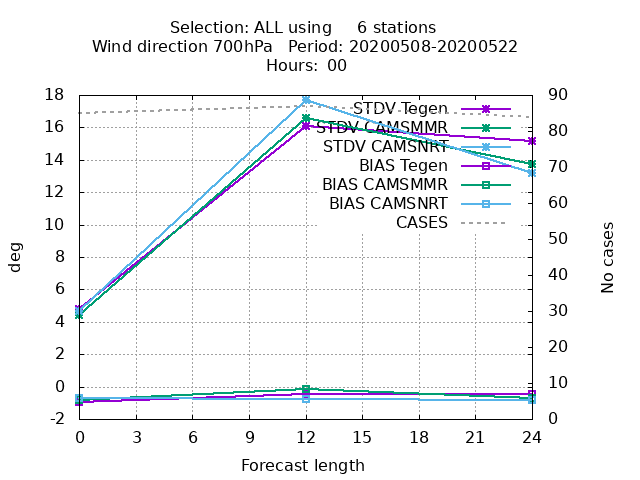 Selection: ALL using     6 stations
Wind direction 700hPa   Period: 20200508-20200522
Hours:  00
deg
No cases
18
16
14
12
10
8
6
4
2
0
-2
90
80
70
60
50
40
30
20
10
0
STDV Tegen
STDV CAMSMMR
STDV CAMSNRT
BIAS Tegen
BIAS CAMSMMR
BIAS CAMSNRT
CASES
0 3 6 9 12 15 18 21 24
Forecast length